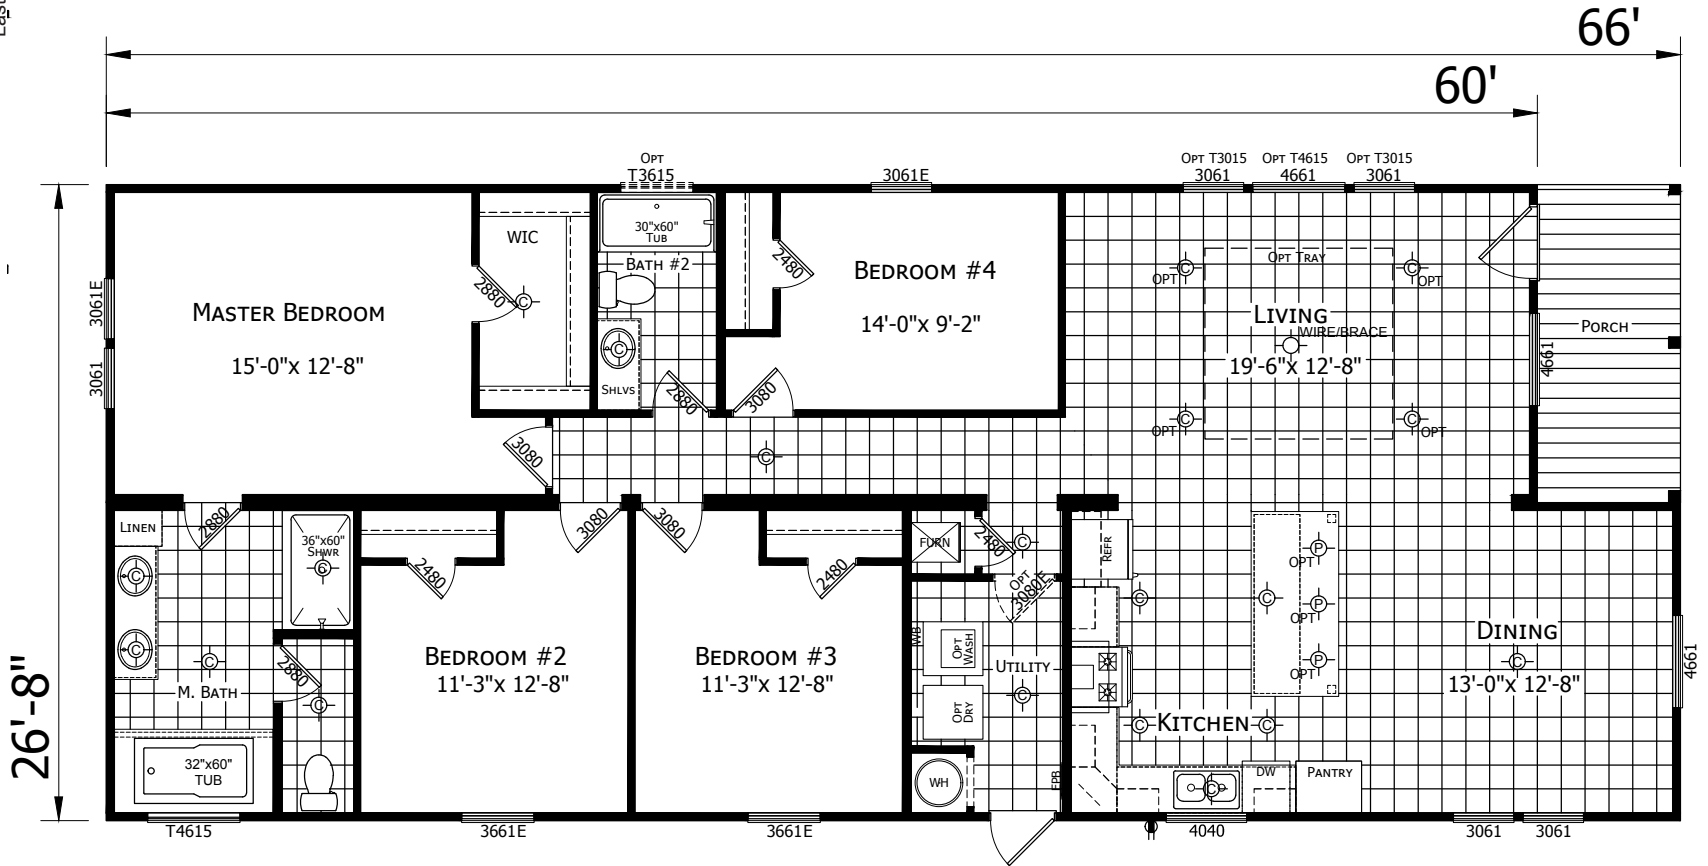 66'
60'
26'-8"
Opt
T3615
3061E
Opt T3015
3061
Opt T4615
4661
Opt T3015
3061
3061E
3061
Master Bedroom
15'-0"x 12'-8"
WIC
2880
C
30"x60"
Tub
Bath #2
C
Shlvs
2880
2480
Bedroom #4
14'-0"x 9'-2"
3080
3080
C
C
OPT
C
OPT
Opt Tray
Living
WIRE/BRACE
19'-6"x 12'-8"
C
OPT
C
OPT
4661
Porch
Linen
2880
36"x60"
Shwr
C
C
C
C
M. Bath
2880
C
32"x60"
TUB
T4615
3080
2480
Bedroom #2
11'-3"x 12'-8"
3661E
3080
2480
Bedroom #3
11'-3"x 12'-8"
3661E
FURN
2480
C
OPT
3080E
WB
Opt
Wash
Utility
C
Opt
Dry
WH
EPB
REFR
C
C
P
OPT
P
OPT
P
OPT
Dining
C
13'-0"x 12'-8"
4661
C
Kitchen
C
C
DW
Pantry
4040
3061
3061